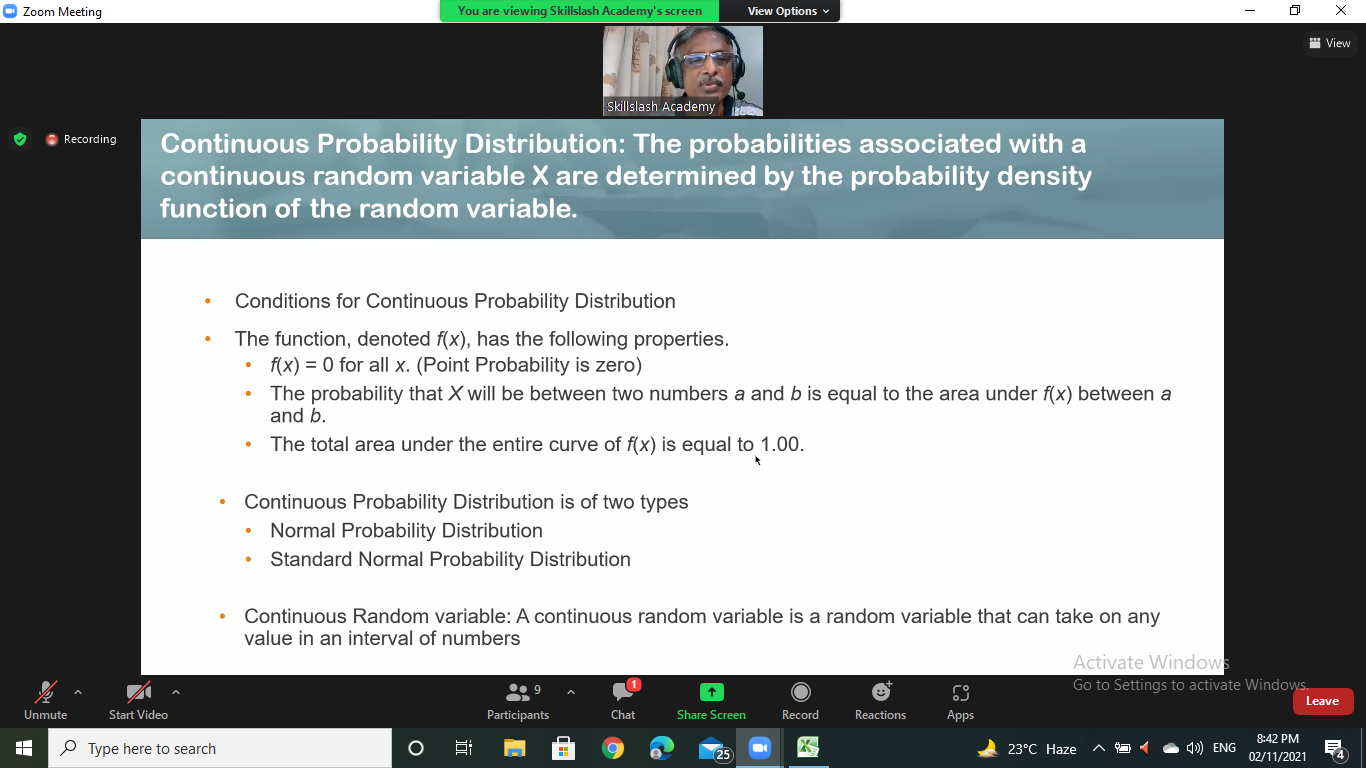 Zoom Meeting
You are viewing Skillslash Academy's screen
View Options
View
Skillslash Academy
Recording
Continuous Probability Distribution: The probabilities associated with a
continuous random variable X are determined by the probability density
function of the random variable.
• Conditions for Continuous Probability Distribution
• The function, denoted f(x), has the following properties.
• f(x) = 0 for all x. (Point Probability is zero)
• The probability that X will be between two numbers a and b is equal to the area under f(x) between a
and b.
• The total area under the entire curve of f(x) is equal to 1.00.
• Continuous Probability Distribution is of two types
• Normal Probability Distribution
• Standard Normal Probability Distribution
• Continuous Random variable: A continuous random variable is a random variable that can take on any
value in an interval of numbers
Activate Windows
Go to Settings to activate Windows.
Unmute
Start Video
9
Participants
1
Chat
Share Screen
Record
Reactions
Apps
Leave
Type here to search
25
23°C Haze
ENG
8:42 PM
02/11/2021
4